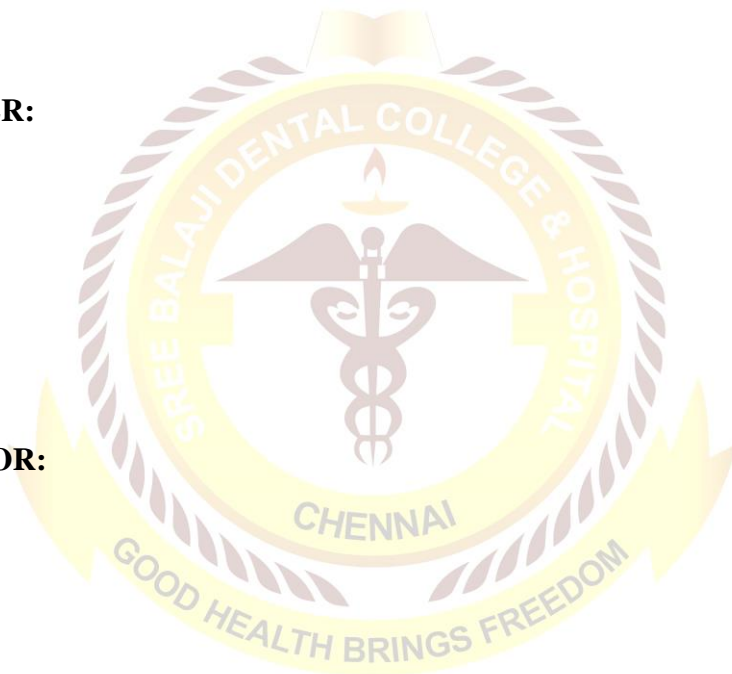 R:
SREE BALAJI DENTAL COLLEGE & HOSPITAL
OR:
CHENNAI
GOOD HEALTH BRINGS FREEDOM